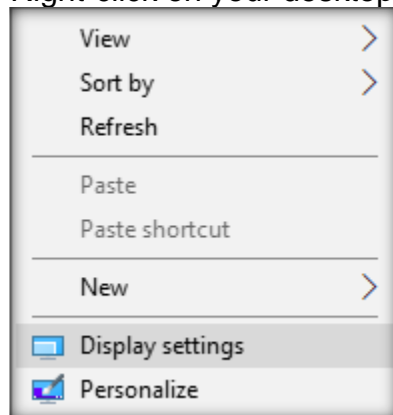 Right click on your desktop
View
Sort by
Refresh
Paste
Paste shortcut
New
Display settings
Personalize